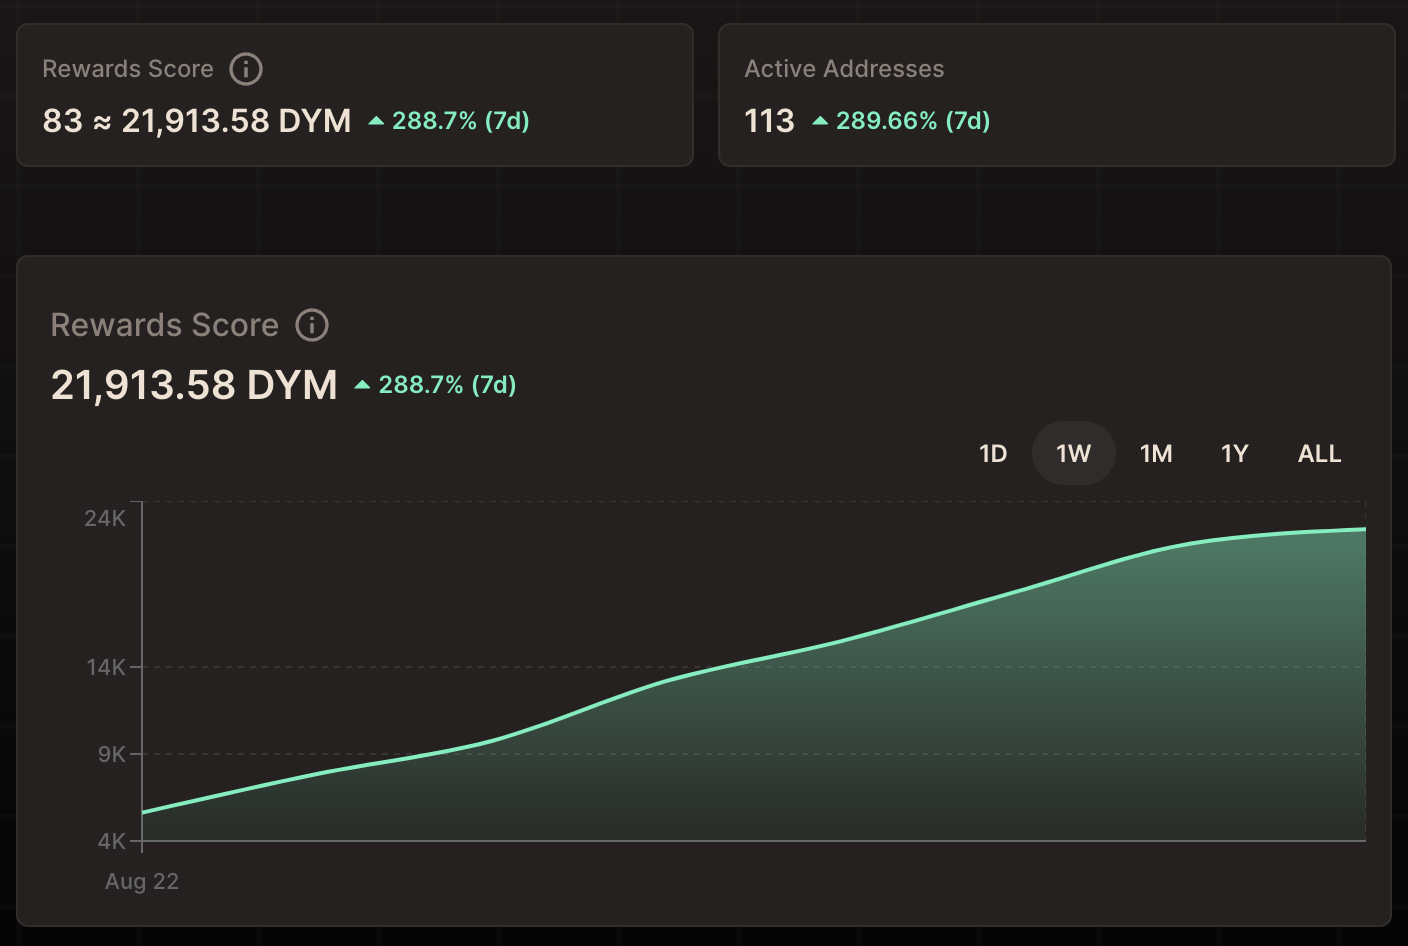 Rewards Score
83 ≈ 21,913.58 DYM 288.7% (7d)
Active Addresses
113 289.66% (7d)
Rewards Score
21,913.58 DYM 288.7% (7d)
1D 1W 1M 1Y ALL
24K
14K
9K
4K
Aug 22